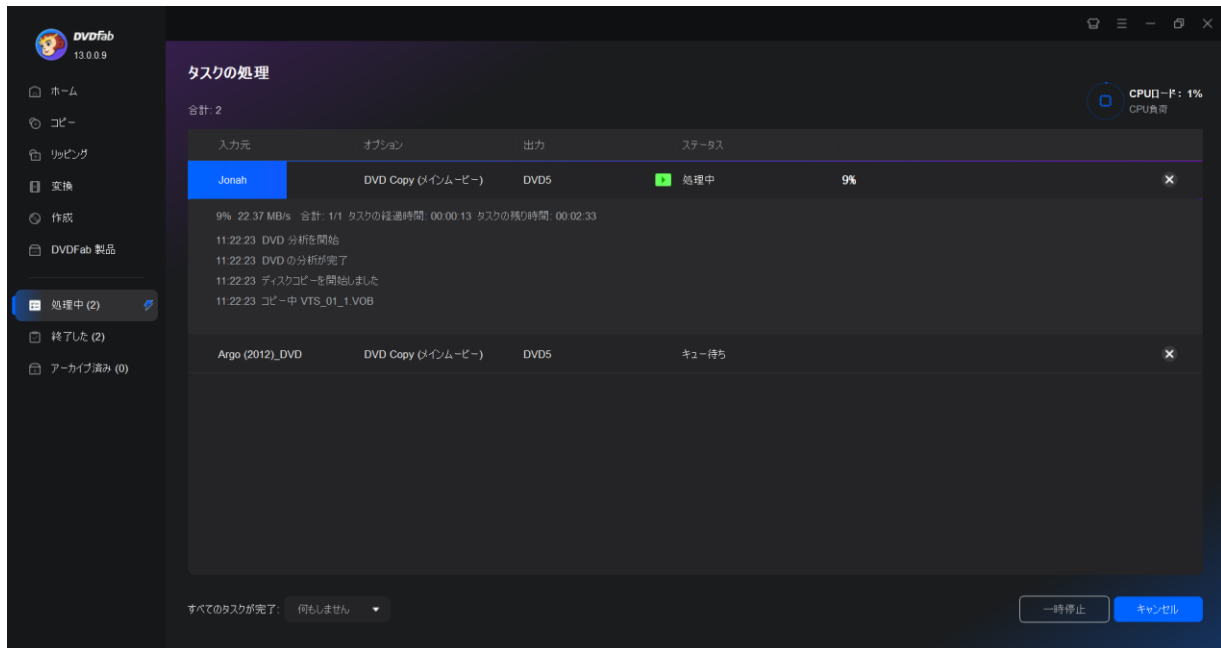 DVDfab
13.0.0.9
ホーム
コピー
リッピング
変換
作成
DVDFab 製品
処理中 (2)
終了した (2)
アーカイブ済み (0)
タスクの処理
合計: 2
CPUロード: 1%
CPU負荷
入力元 オプション 出力 ステータス
Jonah DVD Copy (メインムービー) DVD5 処理中 9%
9% 22.37 MB/s 合計: 1/1 タスクの経過時間: 00:00:13 タスクの残り時間: 00:02:33
11:22:23 DVD 分析を開始
11:22:23 DVD の分析が完了
11:22:23 ディスクコピーを開始しました
11:22:23 コピー中 VTS_01_1.VOB
Argo (2012)_DVD DVD Copy (メインムービー) DVD5 キュー待ち
すべてのタスクが完了: 何もしません
一時停止 キャンセル